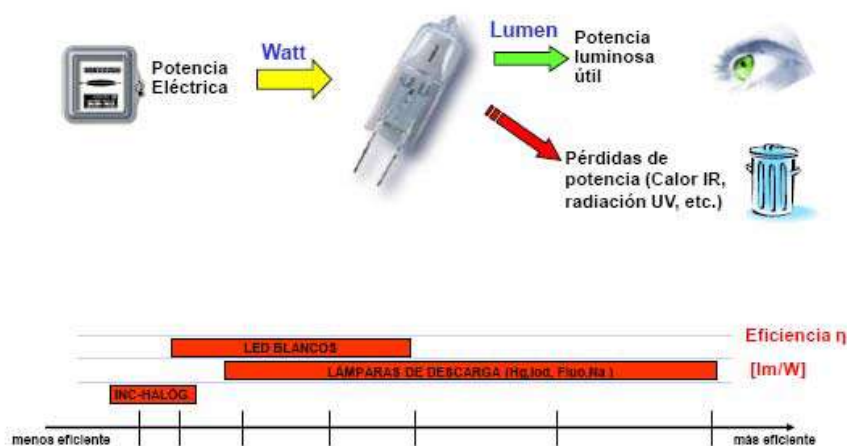 Potencia
Eléctrica
Watt
Lumen
Potencia
luminosa
útil
Pérdidas de
potencia (Calor IR,
radiación UV, etc.)
Eficiencia η
[lm/W]
LED BLANCOS
LÁMPARAS DE DESCARGA (Hg,Iod, Fluo,Na )
INC-HALÓG.
menos eficiente
más eficiente